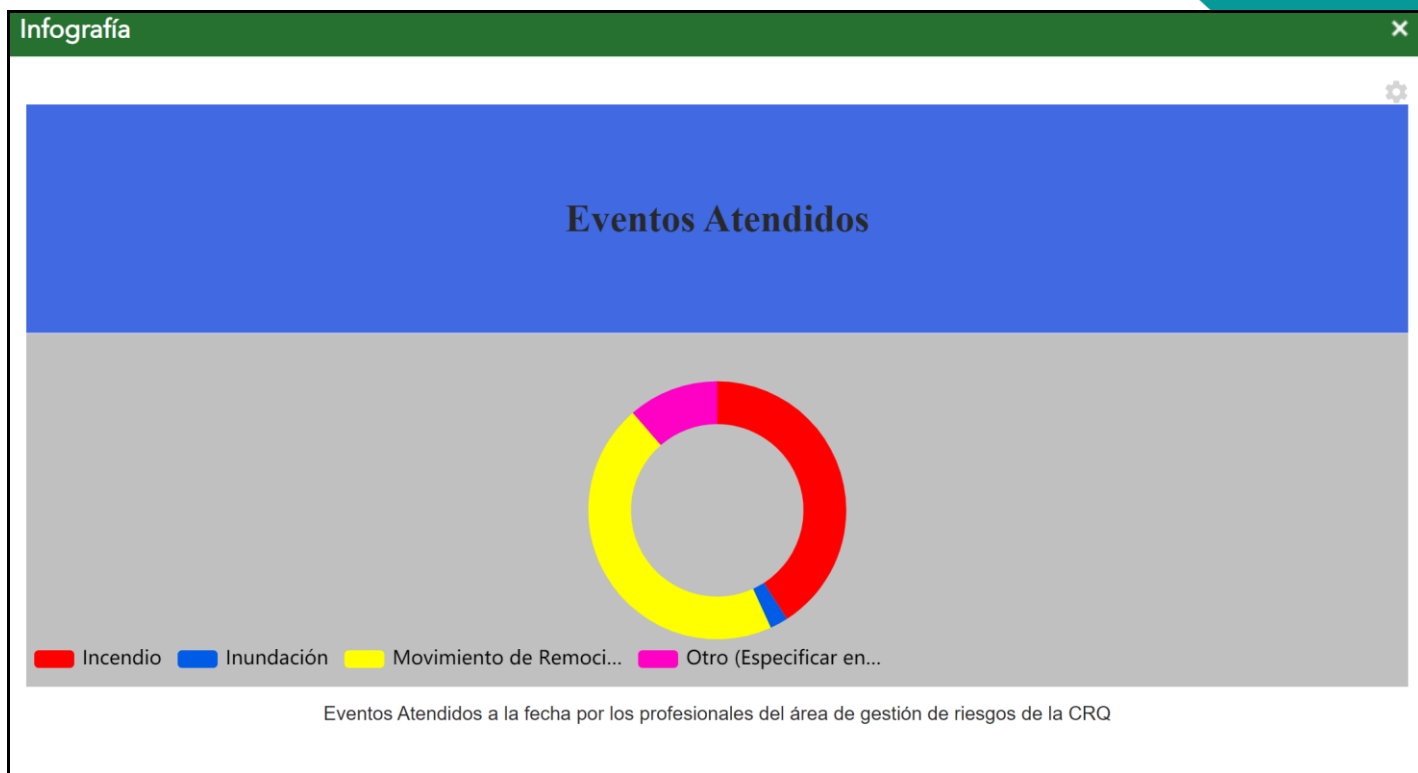 Infografía
Eventos Atendidos
Incendio Inundación Movimiento de Remoci... Otro (Especificar en...
Eventos Atendidos a la fecha por los profesionales del área de gestión de riesgos de la CRQ